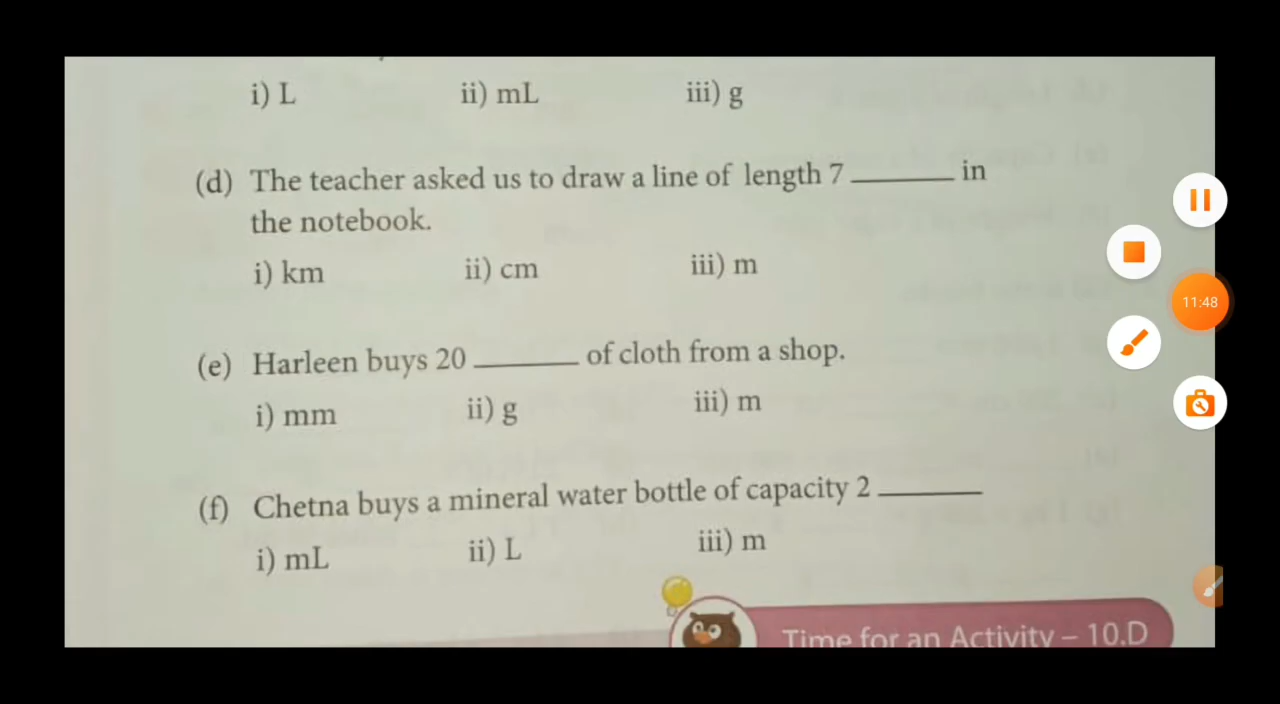 i) L ii) mL iii) g
(d) The teacher asked us to draw a line of length 7 ______ in
the notebook.
i) km ii) cm iii) m
(e) Harleen buys 20 ______ of cloth from a shop.
i) mm ii) g iii) m
(f) Chetna buys a mineral water bottle of capacity 2 ______
i) mL ii) L iii) m
Time for an Activity – 10.D
11:48